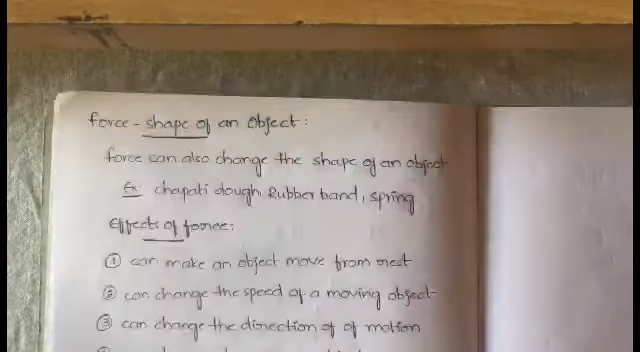 force - shape of an object:
force can also change the shape of an object
Ex: chapati dough, Rubber band, spring
Effects of force:
① can make an object move from rest
② can change the speed of a moving object
③ can change the direction of of motion